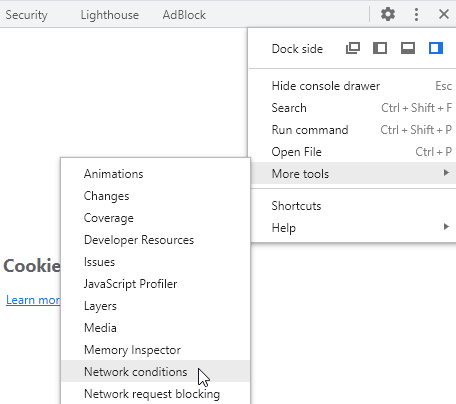 Security Lighthouse AdBlock
Dock side
Hide console drawer Esc
Search Ctrl + Shift + F
Run command Ctrl + Shift + P
Open File Ctrl + P
More tools
Shortcuts
Help
Animations
Changes
Coverage
Developer Resources
Issues
JavaScript Profiler
Layers
Media
Memory Inspector
Network conditions
Network request blocking
Cookie
Learn mor